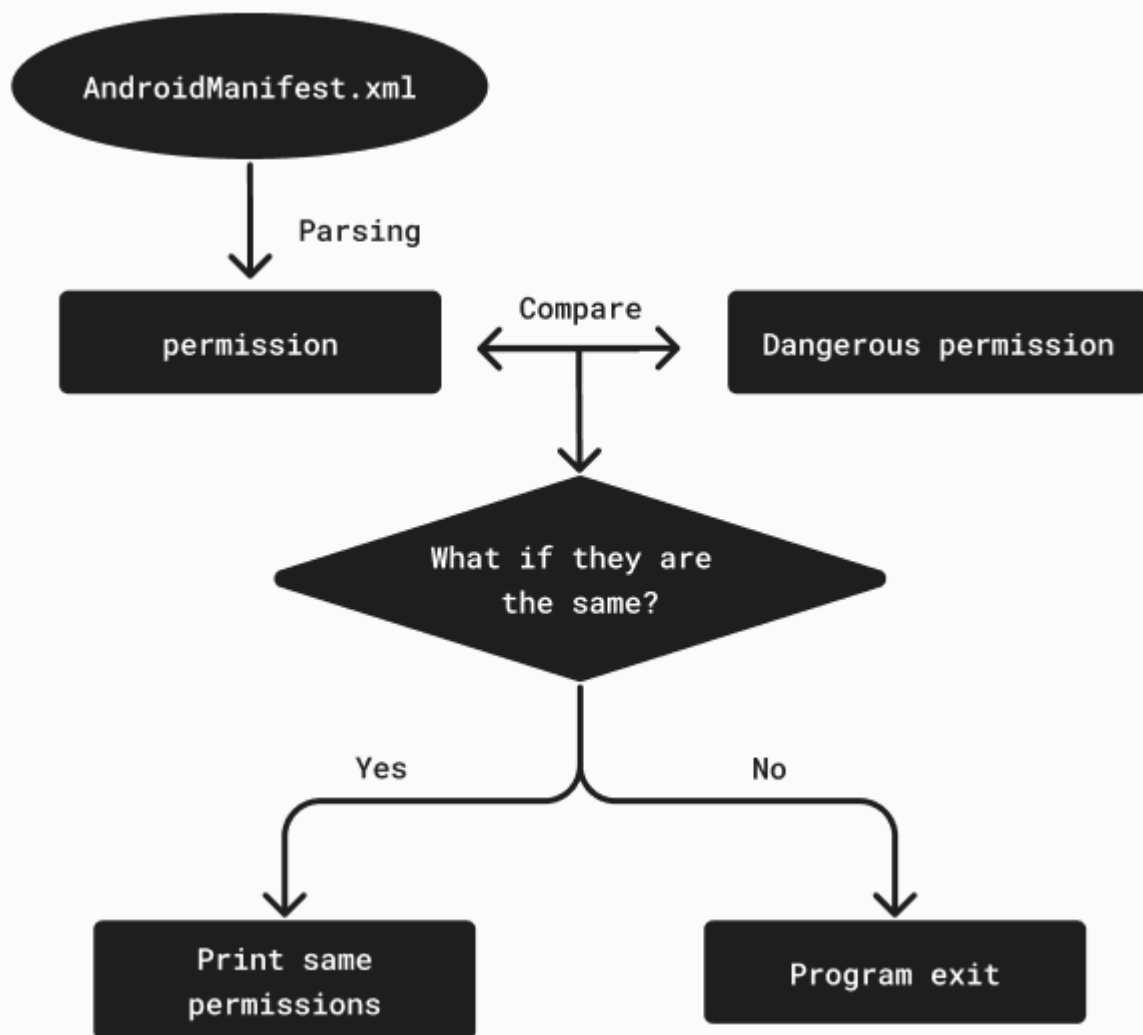 AndroidManifest.xml
Parsing
Compare
permission
Dangerous permission
What if they are
the same?
Yes
No
Print same
permissions
Program exit